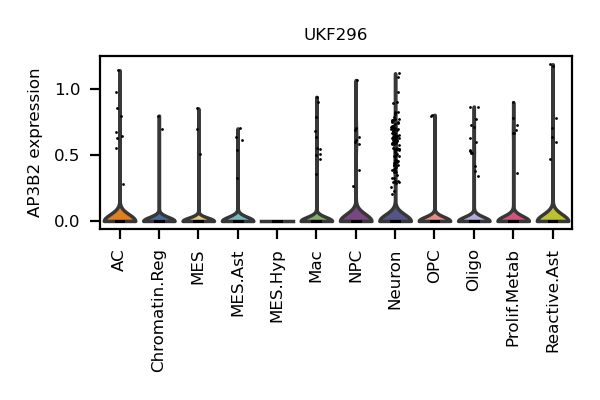 UKF296
AP3B2 expression
1.0
0.5
0.0
AC
Chromatin.Reg
MES
MES.Ast
MES.Hyp
Mac
NPC
Neuron
OPC
Oligo
Prolif.Metab
Reactive.Ast